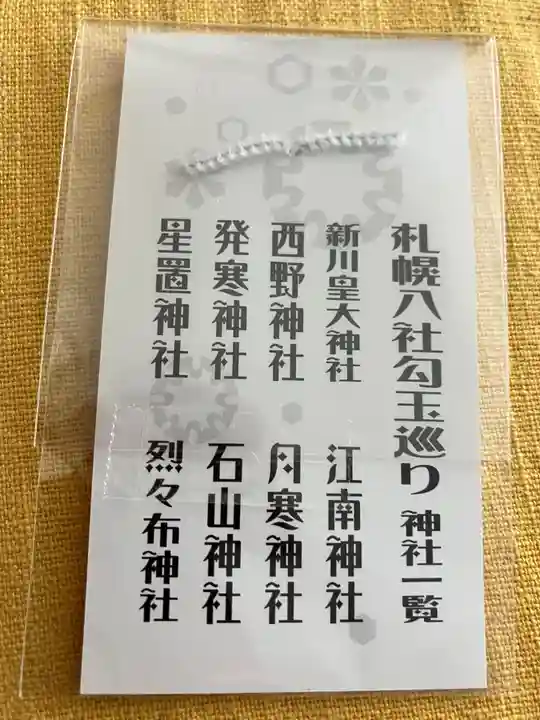 札幌八社勾玉巡り 神社一覧
新川皇大神社
西野神社
発寒神社
星置神社
江南神社
月寒神社
石山神社
烈々布神社